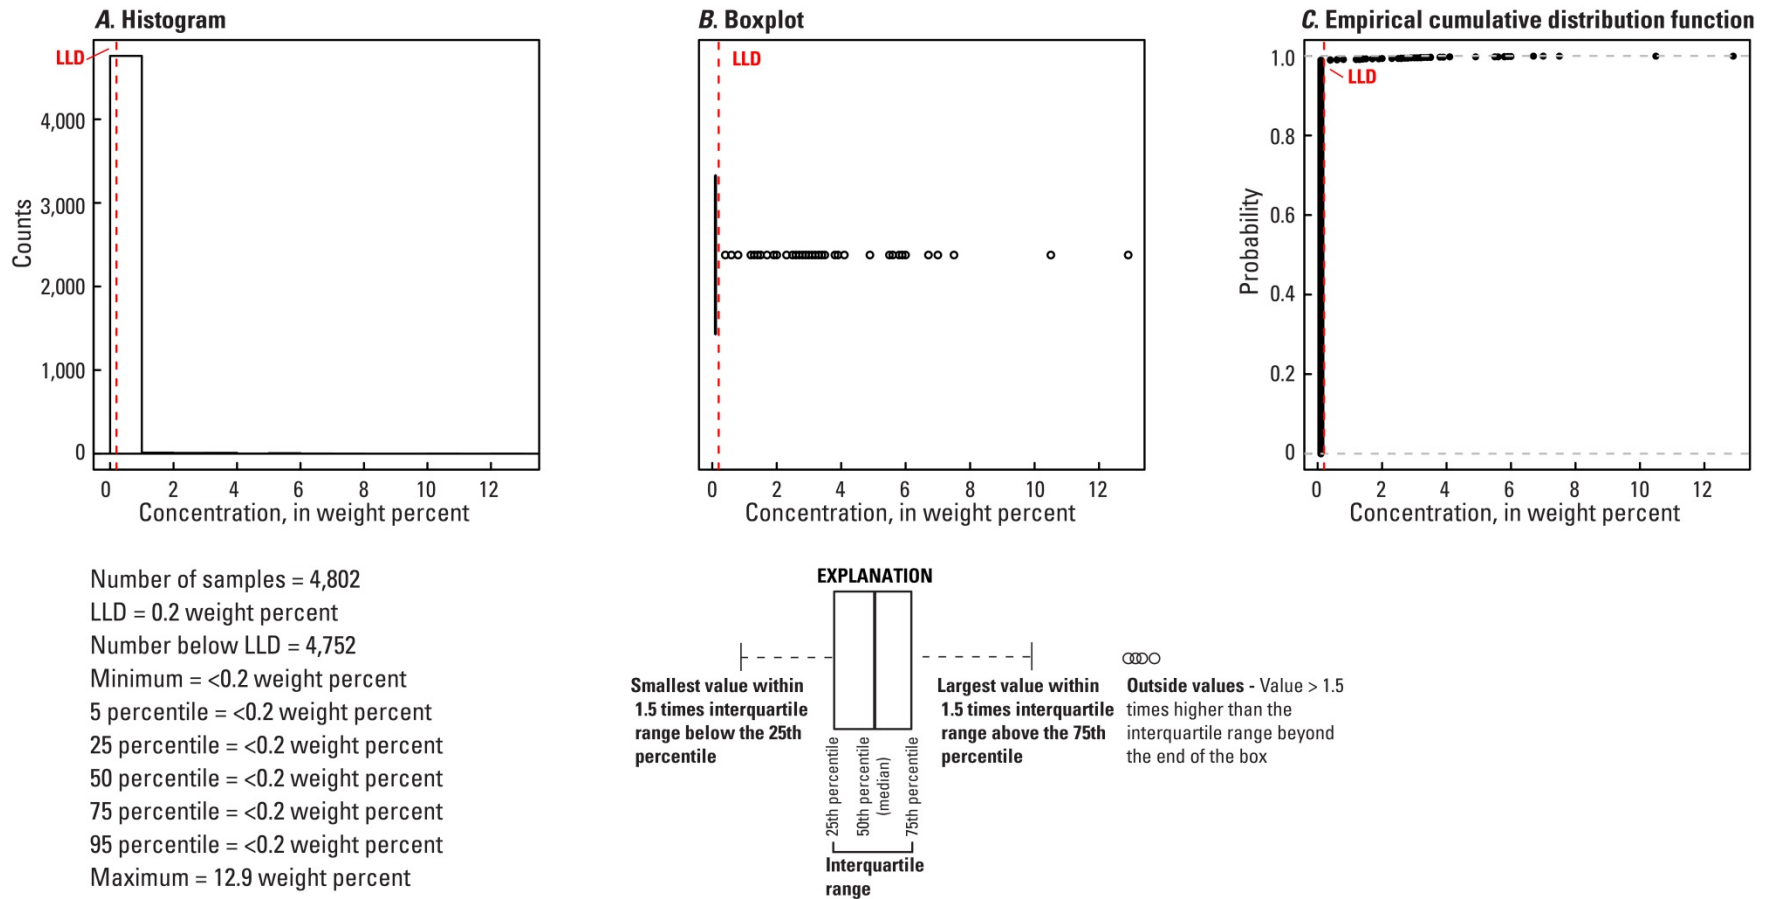 A. Histogram
LLD
4,000
3,000
2,000
1,000
0
Counts
0 2 4 6 8 10 12
Concentration, in weight percent
B. Boxplot
LLD
0 2 4 6 8 10 12
Concentration, in weight percent
C. Empirical cumulative distribution function
1.0
LLD
0.8
0.6
0.4
0.2
0
Probability
0 2 4 6 8 10 12
Concentration, in weight percent
Number of samples = 4,802
LLD = 0.2 weight percent
Number below LLD = 4,752
Minimum = <0.2 weight percent
5 percentile = <0.2 weight percent
25 percentile = <0.2 weight percent
50 percentile = <0.2 weight percent
75 percentile = <0.2 weight percent
95 percentile = <0.2 weight percent
Maximum = 12.9 weight percent
EXPLANATION
Smallest value within
1.5 times interquartile
range below the 25th
percentile
Largest value within
1.5 times interquartile
range above the 75th
percentile
Outside values - Value > 1.5
times higher than the
interquartile range beyond
the end of the box
25th percentile
50th percentile
(median)
75th percentile
Interquartile
range